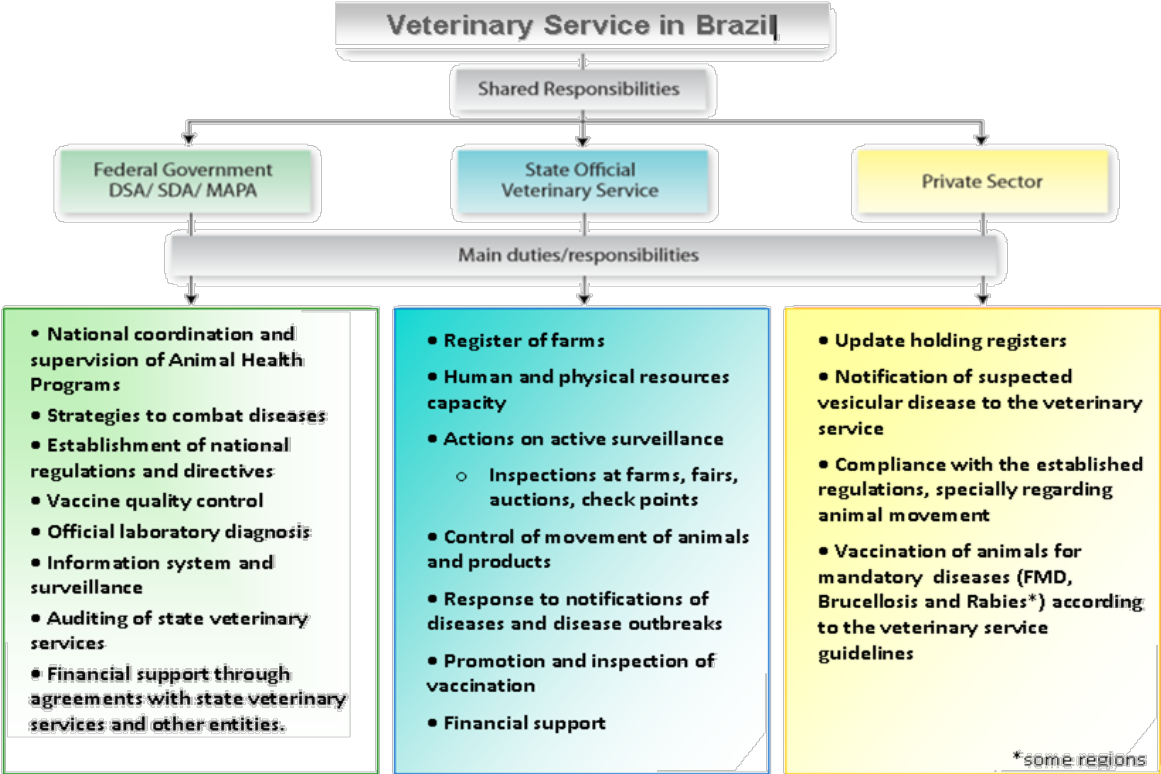 Veterinary Service in Brazil
Shared Responsibilities
Federal Government
DSA/ SDA/ MAPA
State Official
Veterinary Service
Private Sector
Main duties/responsibilities
• National coordination and
supervision of Animal Health
Programs
• Strategies to combat diseases
• Establishment of national
regulations and directives
• Vaccine quality control
• Official laboratory diagnosis
• Information system and
surveillance
• Auditing of state veterinary
services
• Financial support through
agreements with state veterinary
services and other entities.
• Register of farms
• Human and physical resources
capacity
• Actions on active surveillance
o Inspections at farms, fairs,
auctions, check points
• Control of movement of animals
and products
• Response to notifications of
diseases and disease outbreaks
• Promotion and inspection of
vaccination
• Financial support
• Update holding registers
• Notification of suspected
vesicular disease to the veterinary
service
• Compliance with the established
regulations, specially regarding
animal movement
• Vaccination of animals for
mandatory diseases (FMD,
Brucellosis and Rabies*) according
to the veterinary service
guidelines
*some regions